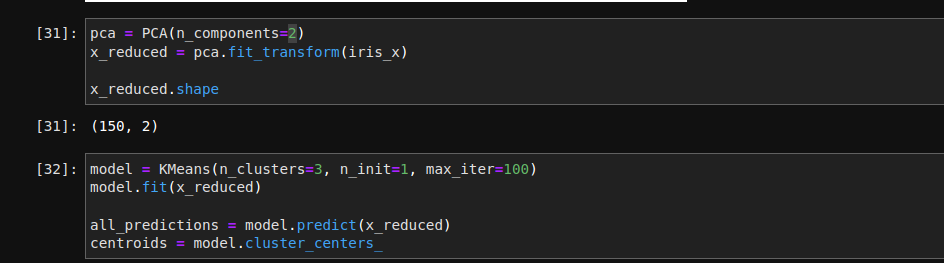 [31]: pca = PCA(n_components=2)
x_reduced = pca.fit_transform(iris_x)
x_reduced.shape
[31]: (150, 2)
[32]: model = KMeans(n_clusters=3, n_init=1, max_iter=100)
model.fit(x_reduced)
all_predictions = model.predict(x_reduced)
centroids = model.cluster_centers_